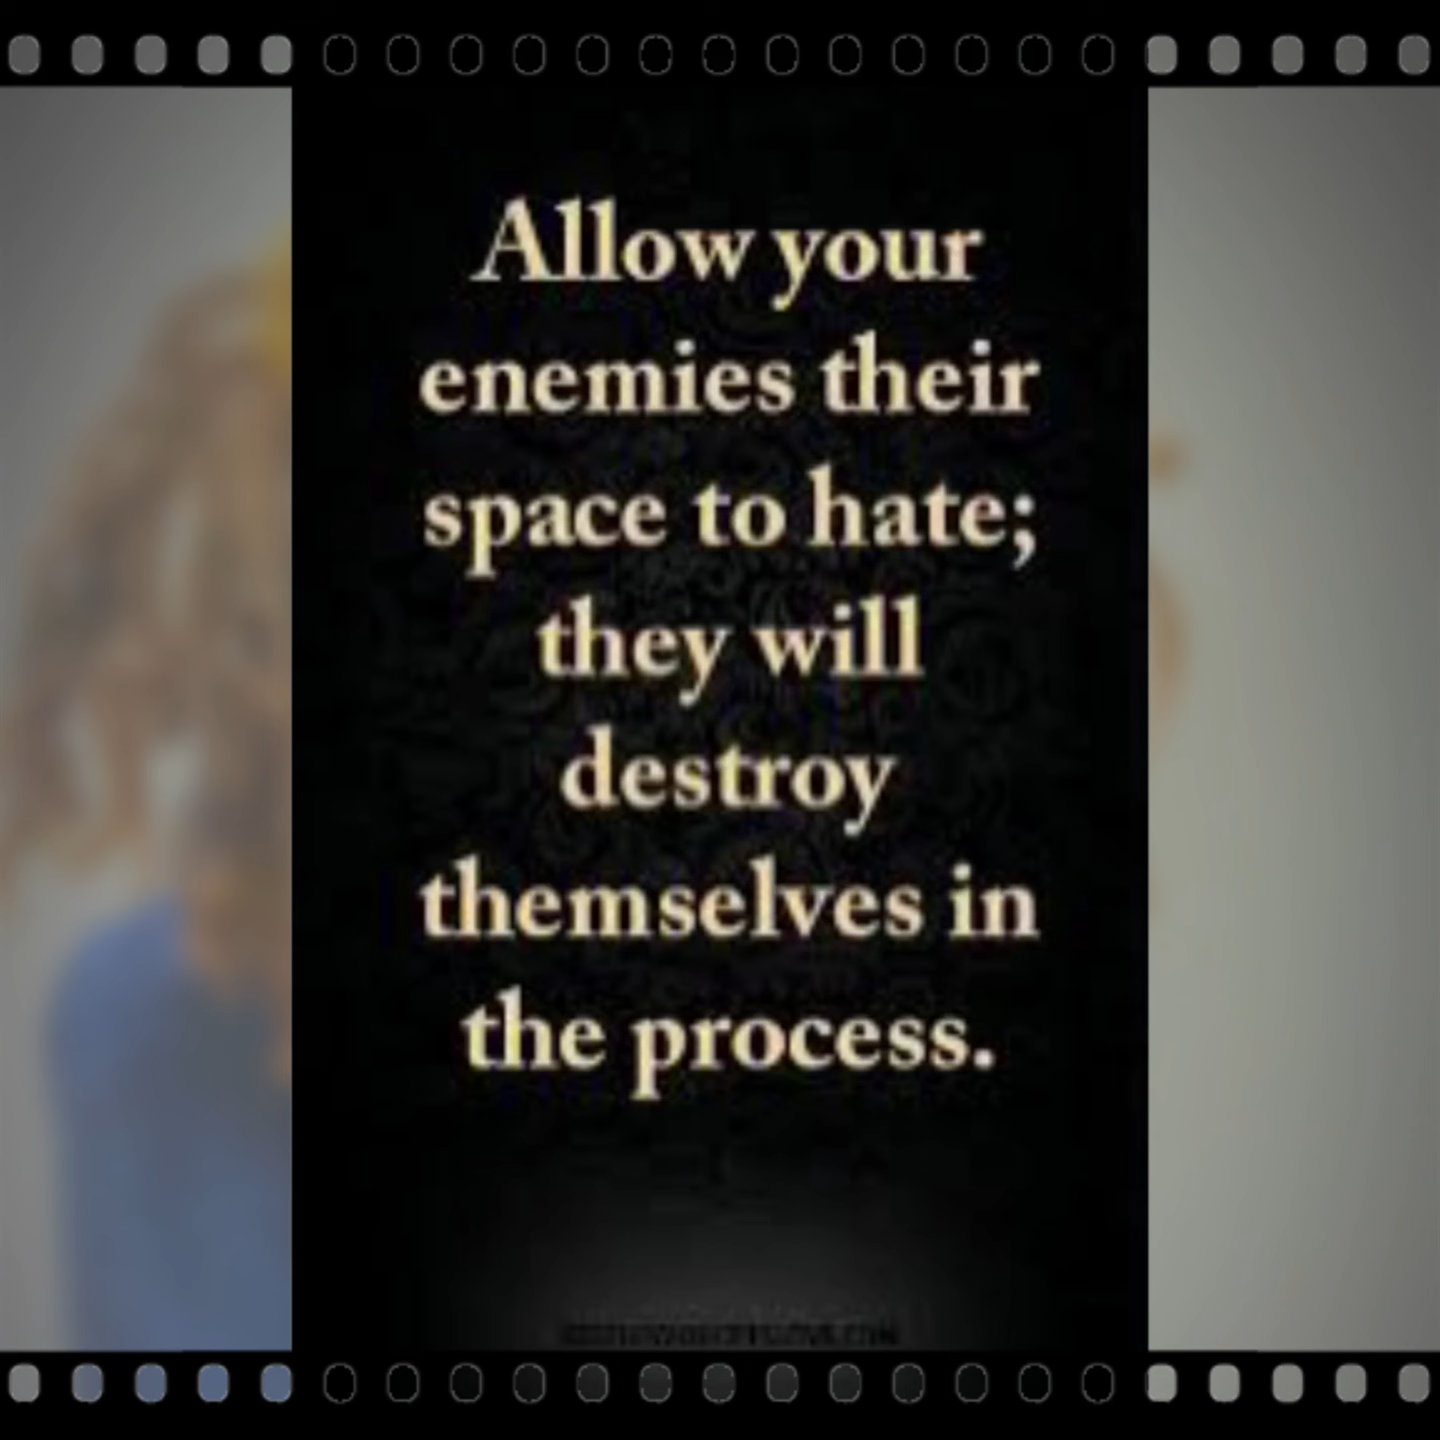 Allow your
enemies their
space to hate;
they will
destroy
themselves in
the process.